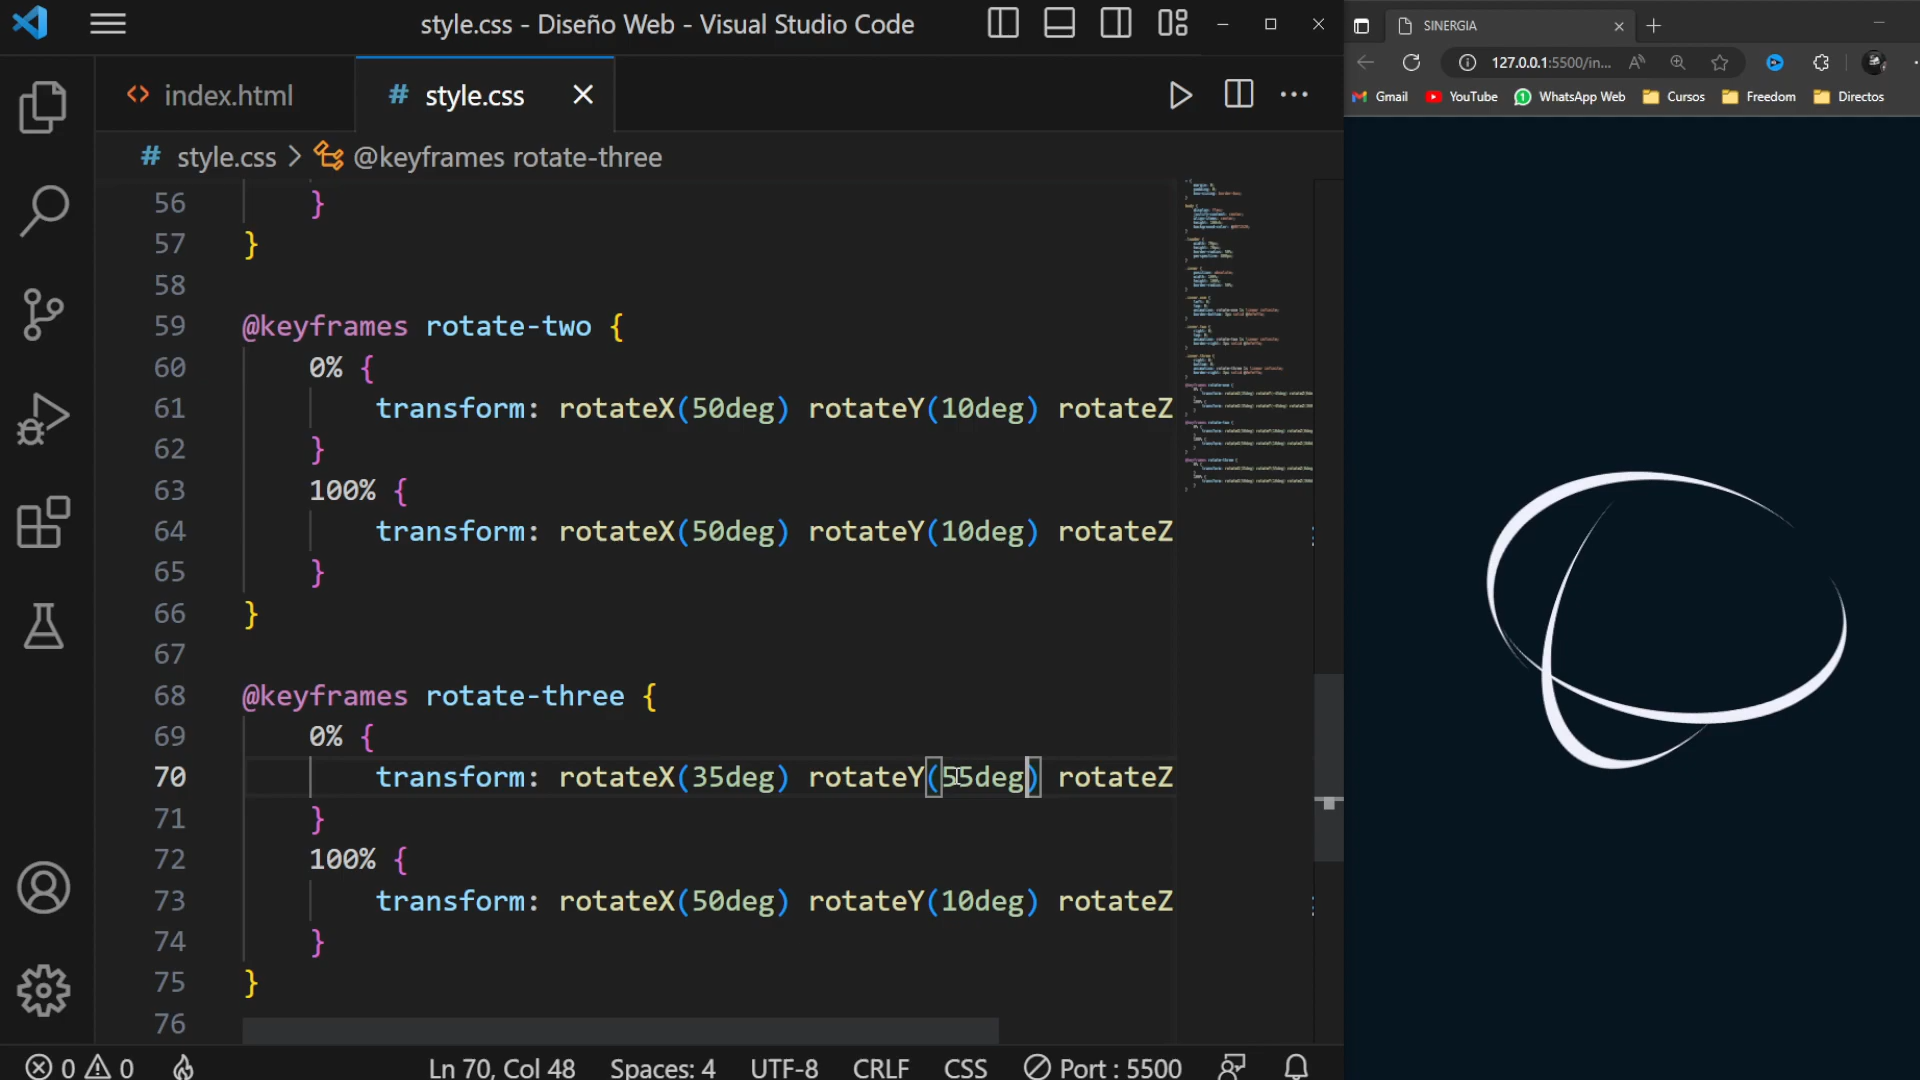 style.css - Diseño Web - Visual Studio Code
index.html
# style.css
# style.css > @keyframes rotate-three
56 }
57 }
58
59 @keyframes rotate-two {
60 0% {
61 transform: rotateX(50deg) rotateY(10deg) rotateZ
62 }
63 100% {
64 transform: rotateX(50deg) rotateY(10deg) rotateZ
65 }
66 }
67
68 @keyframes rotate-three {
69 0% {
70 transform: rotateX(35deg) rotateY(55deg) rotateZ
71 }
72 100% {
73 transform: rotateX(50deg) rotateY(10deg) rotateZ
74 }
75 }
76
0 0 Ln 70, Col 48 Spaces: 4 UTF-8 CRLF CSS Port : 5500
SINERGIA
127.0.0.1:5500/in...
Gmail YouTube WhatsApp Web Cursos Freedom Directos